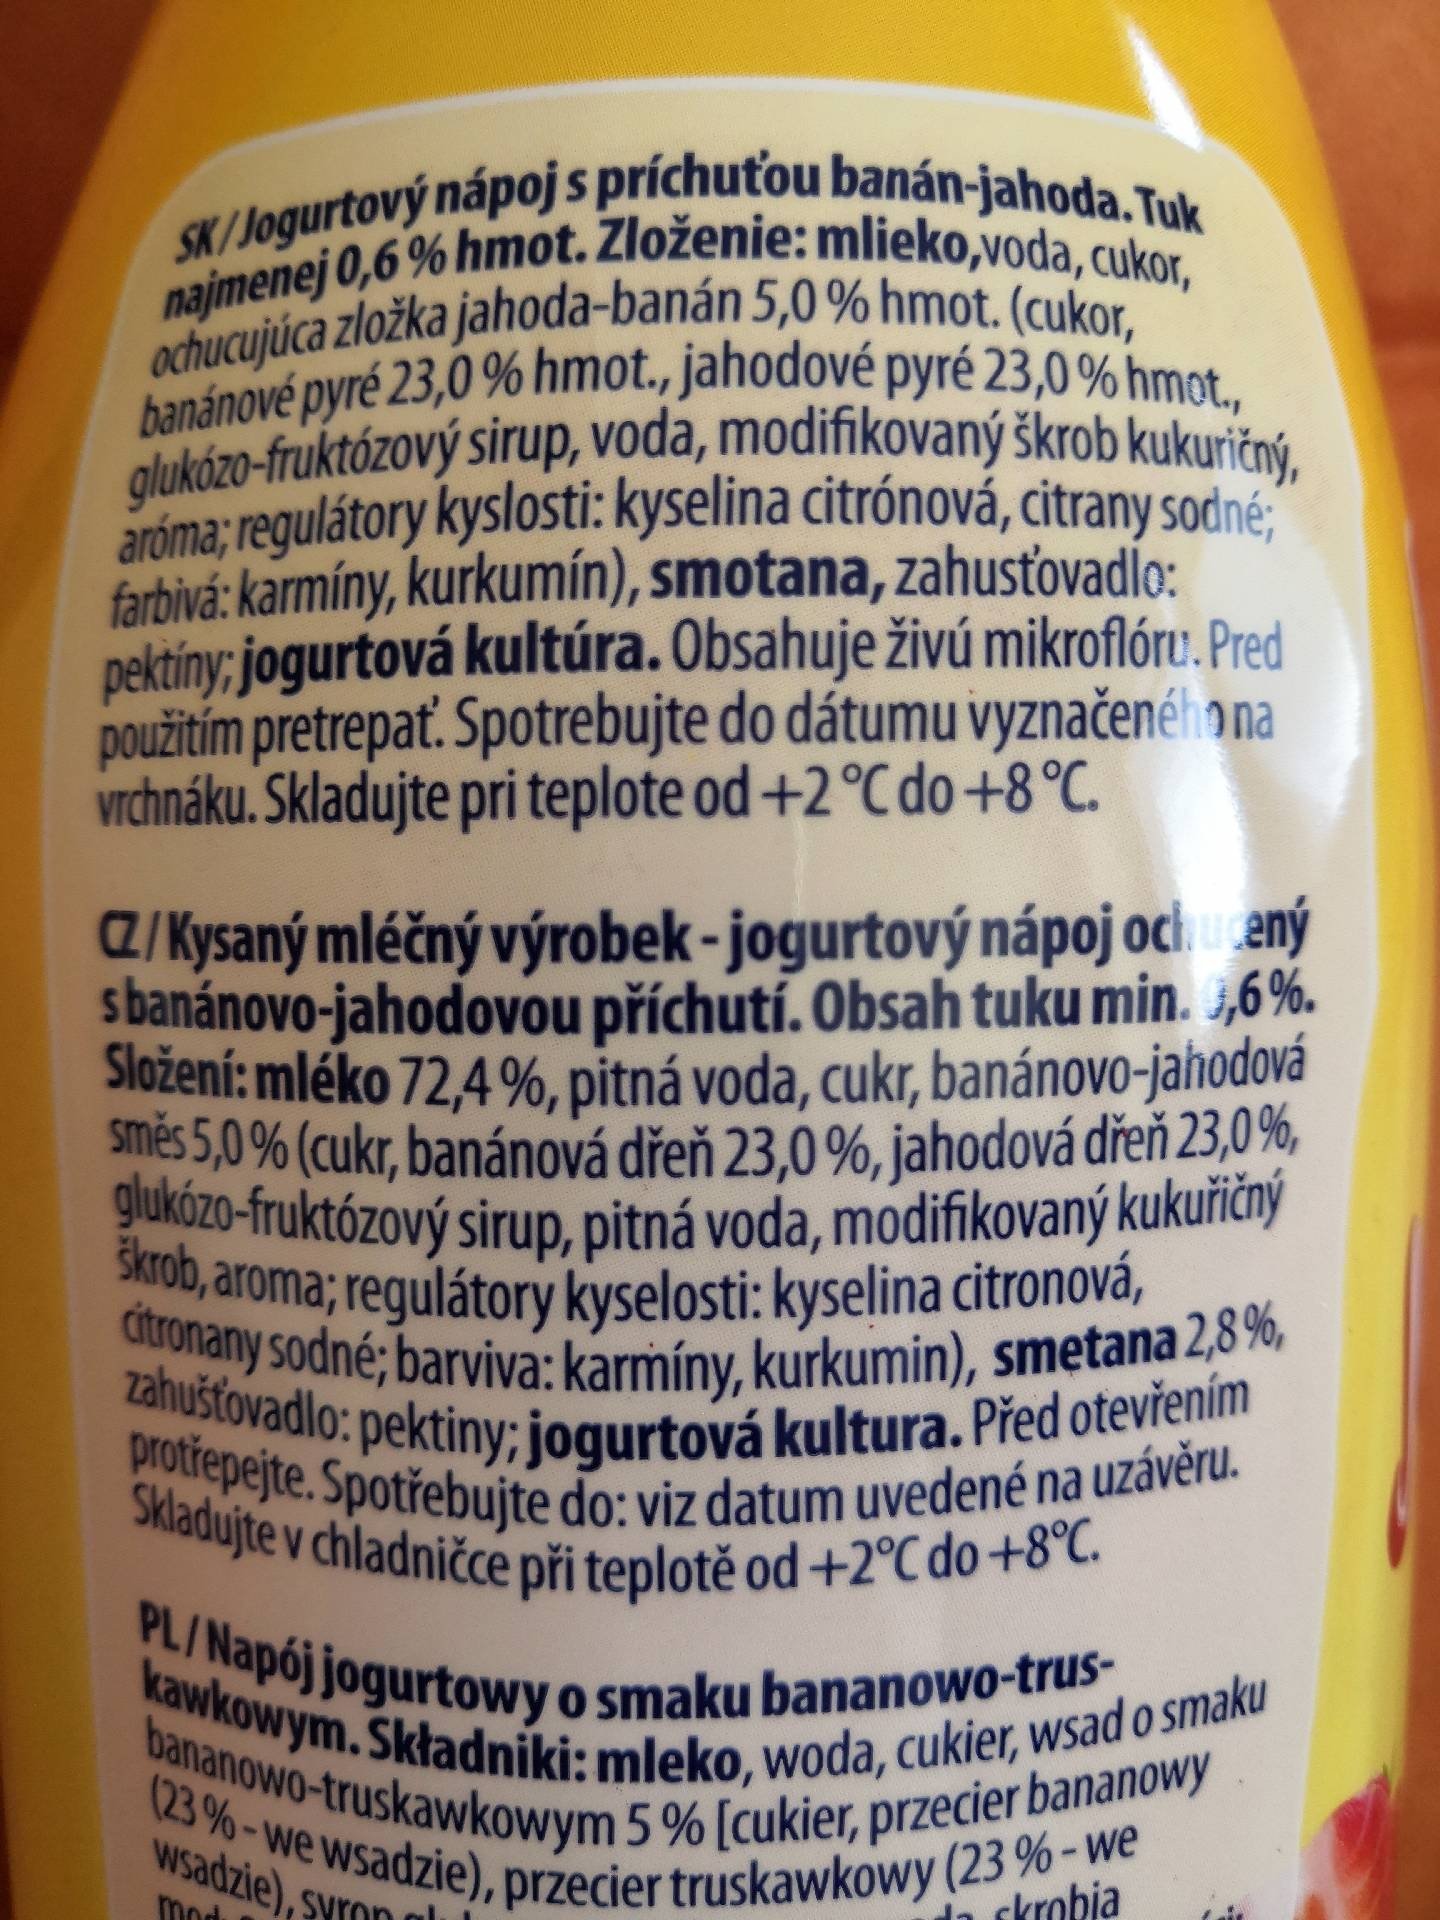 SK/Jogurtový nápoj s príchuťou banán-jahoda. Tuk
najmenej 0,6 % hmot. Zloženie: mlieko, voda, cukor,
ochucujúca zložka jahoda-banán 5,0 % hmot. (cukor,
banánové pyré 23,0 % hmot., jahodové pyré 23,0 % hmot.,
glukózo-fruktózový sirup, voda, modifikovaný škrob kukuričný,
aróma; regulátory kyslosti: kyselina citrónová, citrany sodné;
farbivá: karmíny, kurkumín), smotana, zahusťovadlo:
pektíny; jogurtová kultúra. Obsahuje živú mikroflóru. Pred
použitím pretrepať. Spotrebujte do dátumu vyznačeného na
vrchnáku. Skladujte pri teplote od +2 °C do +8 °C.
CZ/Kysaný mléčný výrobek - jogurtový nápoj ochucený
s banánovo-jahodovou příchutí. Obsah tuku min. 0,6 %.
Složení: mléko 72,4 %, pitná voda, cukr, banánovo-jahodová
směs 5,0 % (cukr, banánová dřeň 23,0 %, jahodová dřeň 23,0 %,
glukózo-fruktózový sirup, pitná voda, modifikovaný kukuřičný
škrob, aroma; regulátory kyselosti: kyselina citronová,
citronany sodné; barviva: karmíny, kurkumin), smetana 2,8 %,
zahušťovadlo: pektiny; jogurtová kultura. Před otevřením
protřepejte. Spotřebujte do: viz datum uvedené na uzávěru.
Skladujte v chladničce při teplotě od +2°C do +8°C.
PL/Napój jogurtowy o smaku bananowo-trus-
kawkowym. Składniki: mleko, woda, cukier, wsad o smaku
bananowo-truskawkowym 5 % [cukier, przecier bananowy
(23 % - we wsadzie), przecier truskawkowy (23 % - we
wsadzie), syrop skrobia